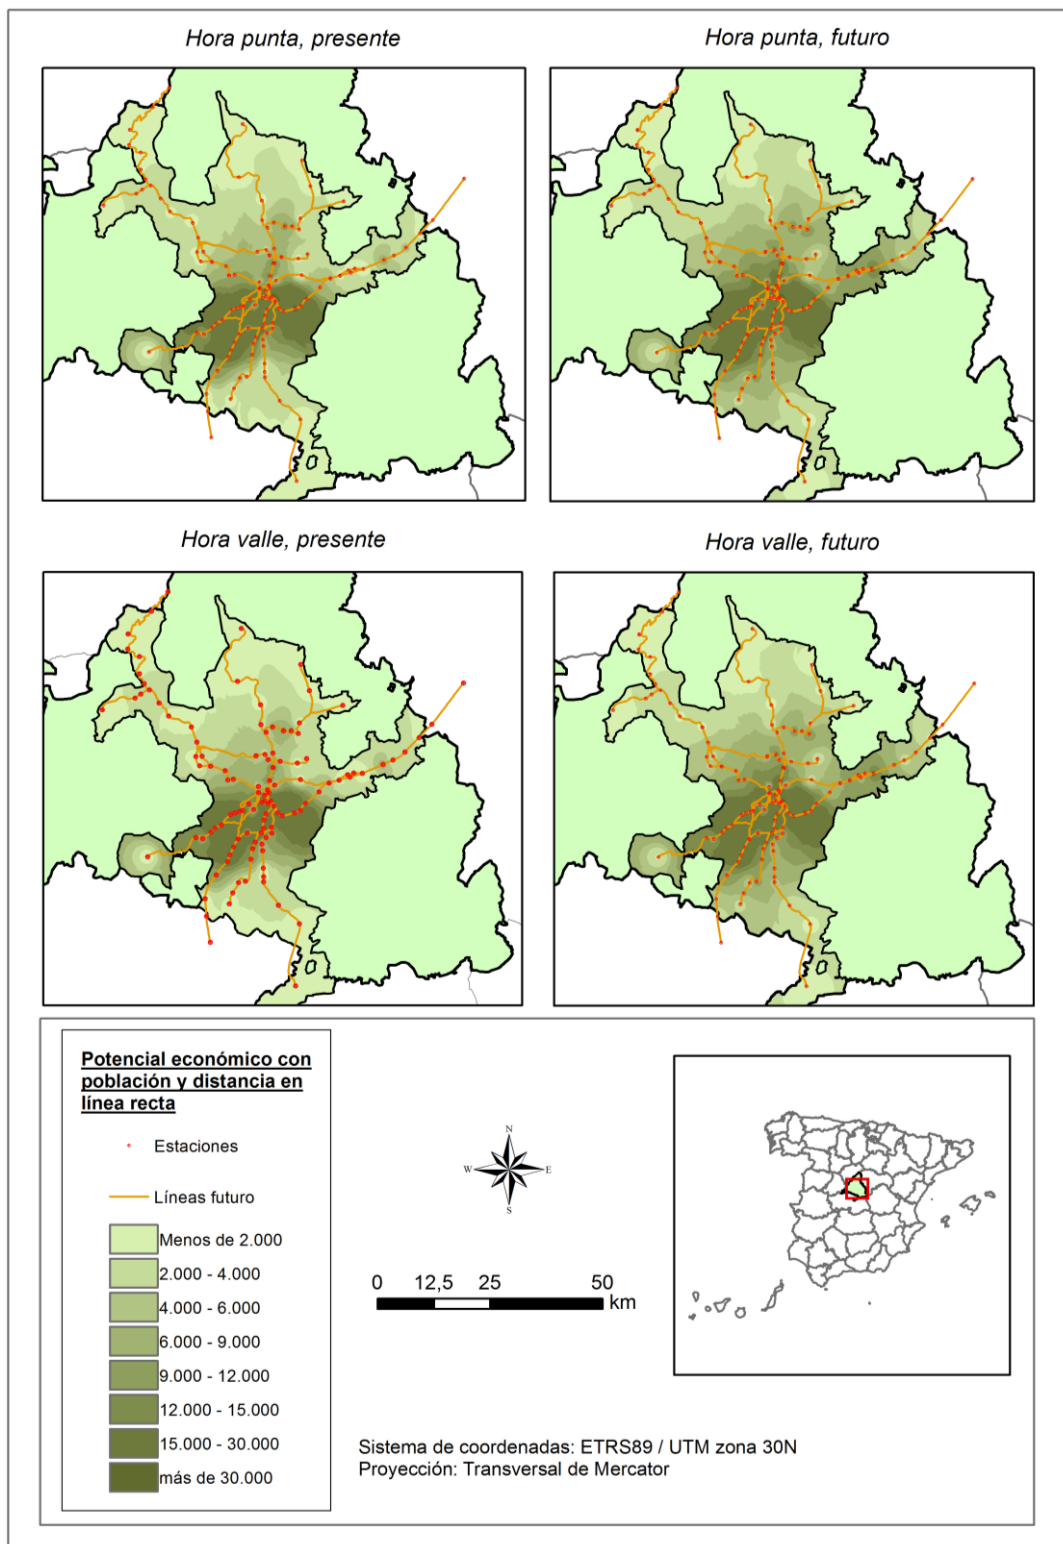 Hora punta, presente
Hora punta, futuro
Hora valle, presente
Hora valle, futuro
Potencial económico con
población y distancia en
línea recta
Estaciones
Líneas futuro
Menos de 2.000
2.000 - 4.000
4.000 - 6.000
6.000 - 9.000
9.000 - 12.000
12.000 - 15.000
15.000 - 30.000
más de 30.000
N
W
E
S
0 12,5 25 50
km
Sistema de coordenadas: ETRS89 / UTM zona 30N
Proyección: Transversal de Mercator